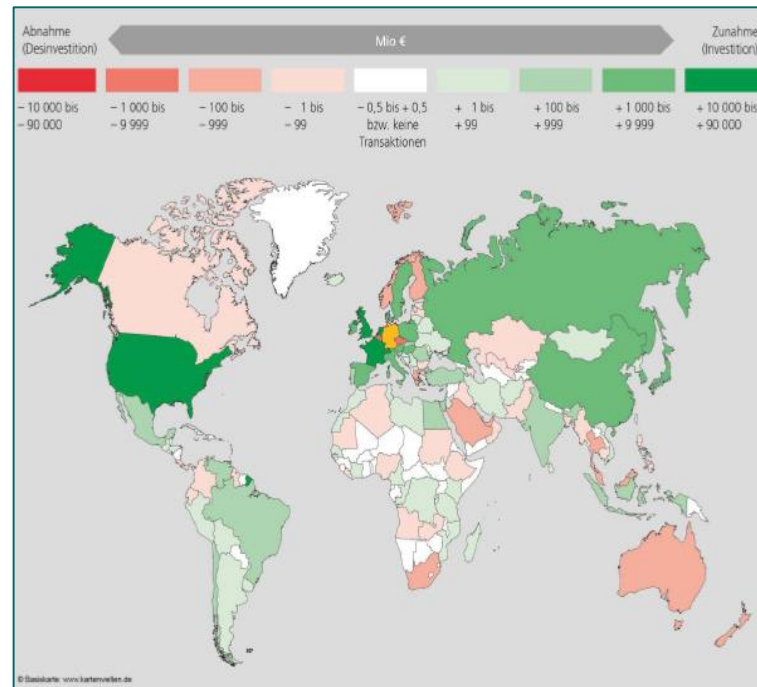 Abnahme
(Desinvestition)
Mio €
Zunahme
(Investition)
– 10 000 bis
– 90 000
– 1 000 bis
– 9 999
– 100 bis
– 999
– 1 bis
– 99
– 0,5 bis + 0,5
bzw. keine
Transaktionen
+ 1 bis
+ 99
+100 bis
+ 999
+ 1 000 bis
+ 9 999
+ 10 000 bis
+ 90 000
© Basiskarte: www.kartenwelten.de